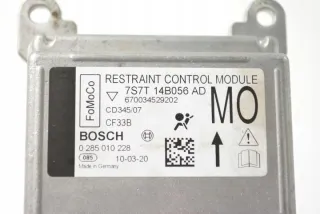 FoMoCo
RESTRAINT CONTROL MODULE
7S7T 14B056 AD
670034529202
CD345/07
CF33B
MO
BOSCH
0 285 010 228
089 10-03-20
Made in Germany